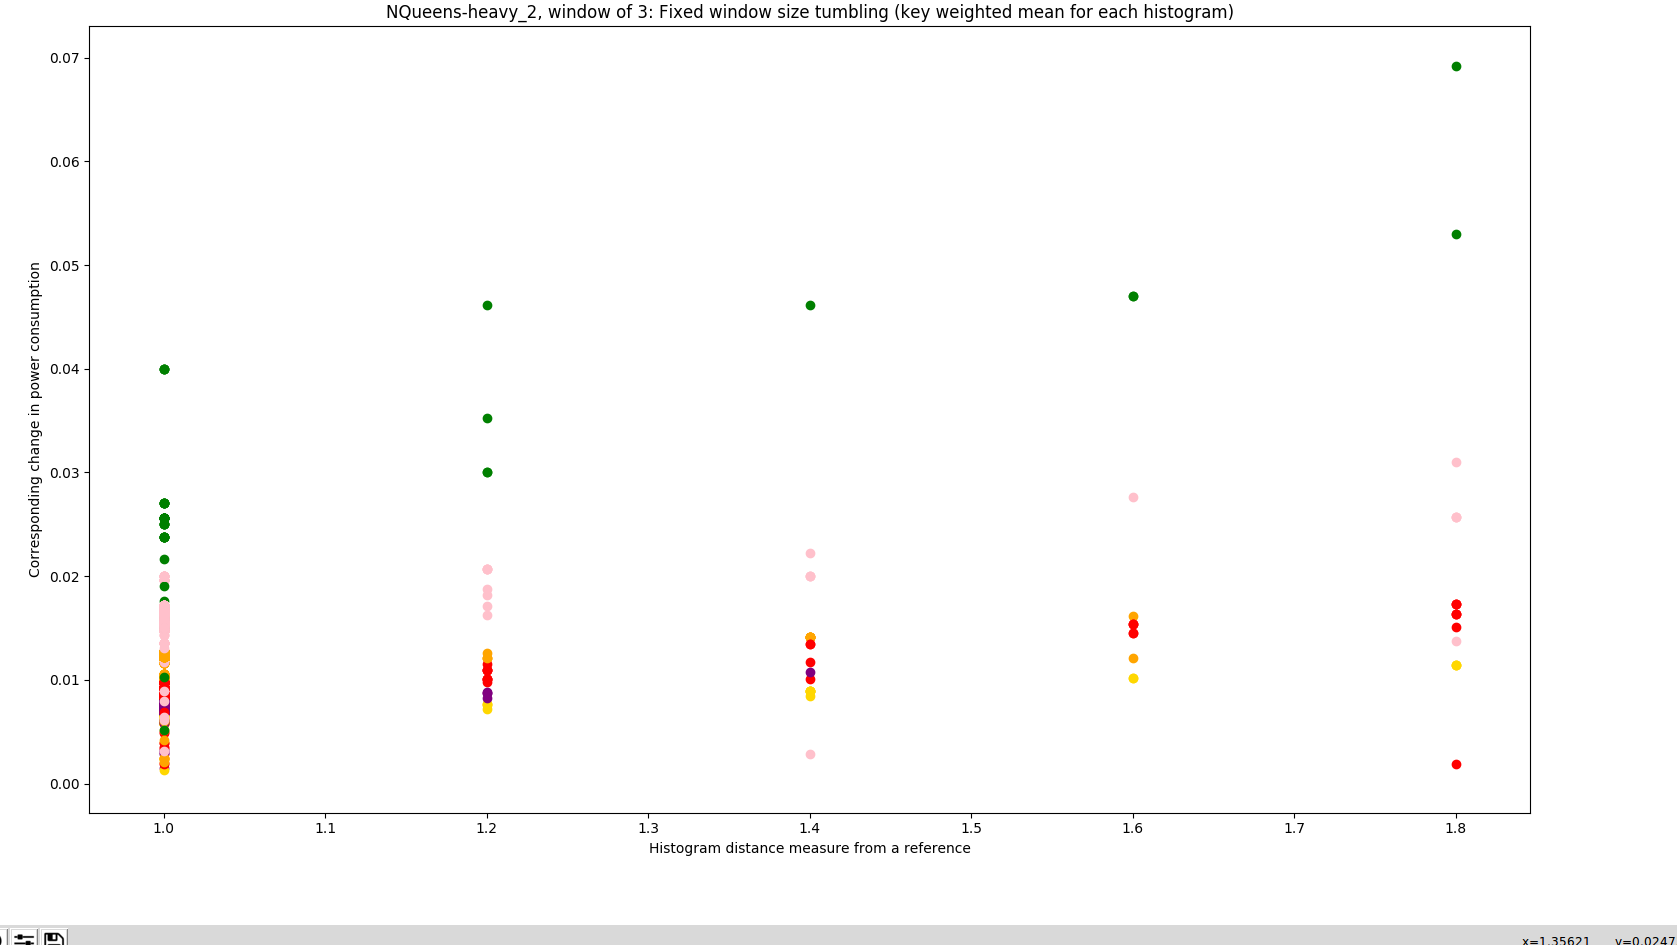 NQueens-heavy_2, window of 3: Fixed window size tumbling (key weighted mean for each histogram)
0.07
0.06
0.05
0.04
0.03
0.02
0.01
0.00
Corresponding change in power consumption
1.0 1.1 1.2 1.3 1.4 1.5 1.6 1.7 1.8
Histogram distance measure from a reference
x=1.35621 y=0.0247